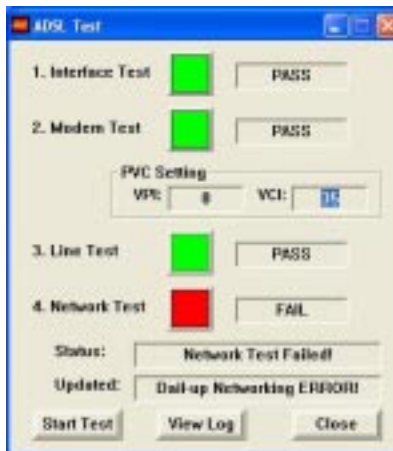 ADSL Test
1. Interface Test PASS
2. Modem Test PASS
PVC Setting
VPI: 0 VCI: 35
3. Line Test PASS
4. Network Test FAIL
Status: Network Test Failed!
Updated: Dail-up Networking ERROR!
Start Test View Log Close